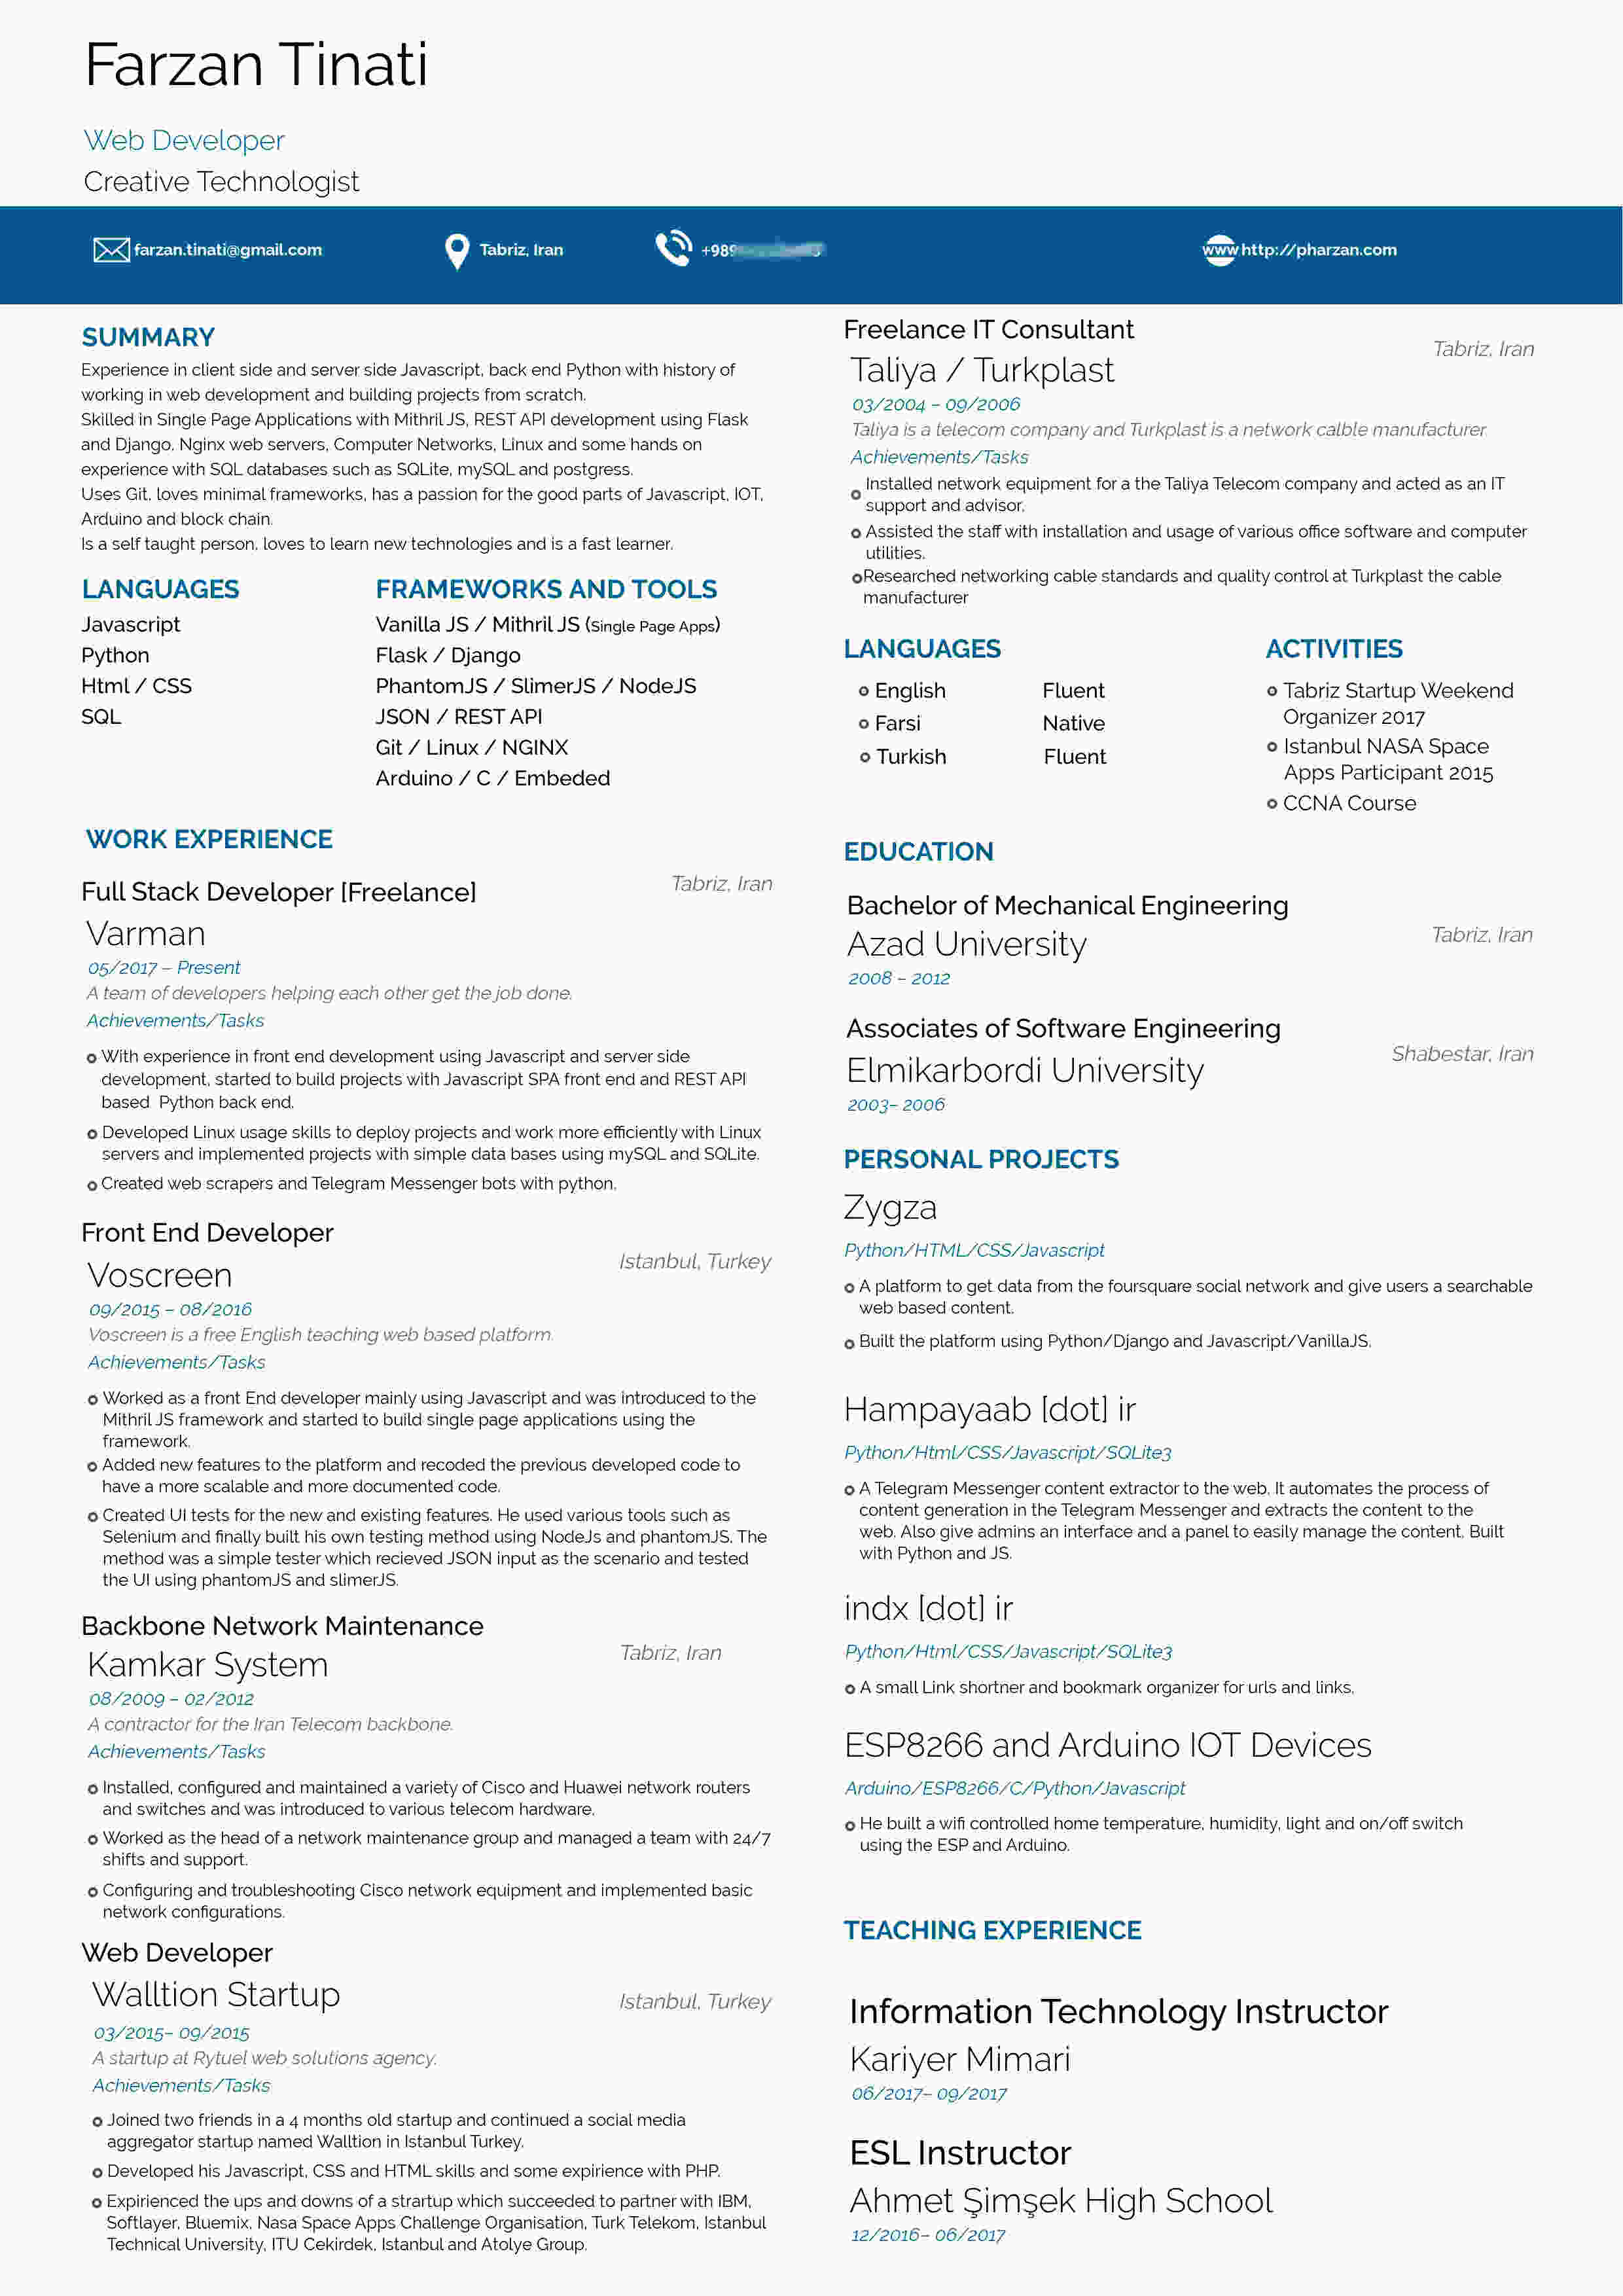 Farzan Tinati
Web Developer
Creative Technologist
farzan.tinati@gmail.com
Tabriz, Iran
+989
www http://pharzan.com
SUMMARY
Experience in client side and server side Javascript, back end Python with history of
working in web development and building projects from scratch.
Skilled in Single Page Applications with Mithril JS, REST API development using Flask
and Django. Nginx web servers, Computer Networks, Linux and some hands on
experience with SQL databases such as SQLite, mySQL and postgress.
Uses Git, loves minimal frameworks, has a passion for the good parts of Javascript, IOT,
Arduino and block chain.
Is a self taught person, loves to learn new technologies and is a fast learner.
LANGUAGES
Javascript
Python
Html / CSS
SQL
FRAMEWORKS AND TOOLS
Vanilla JS / Mithril JS (Single Page Apps)
Flask / Django
PhantomJS / SlimerJS / NodeJS
JSON / REST API
Git / Linux / NGINX
Arduino / C / Embeded
WORK EXPERIENCE
Full Stack Developer [Freelance]
Tabriz, Iran
Varman
05/2017 – Present
A team of developers helping each other get the job done.
Achievements/Tasks
With experience in front end development using Javascript and server side
development, started to build projects with Javascript SPA front end and REST API
based Python back end.
Developed Linux usage skills to deploy projects and work more efficiently with Linux
servers and implemented projects with simple data bases using mySQL and SQLite.
Created web scrapers and Telegram Messenger bots with python.
Front End Developer
Istanbul, Turkey
Voscreen
09/2015 – 08/2016
Voscreen is a free English teaching web based platform.
Achievements/Tasks
Worked as a front End developer mainly using Javascript and was introduced to the
Mithril JS framework and started to build single page applications using the
framework.
Added new features to the platform and recoded the previous developed code to
have a more scalable and more documented code.
Created UI tests for the new and existing features. He used various tools such as
Selenium and finally built his own testing method using NodeJs and phantomJS. The
method was a simple tester which recieved JSON input as the scenario and tested
the UI using phantomJS and slimerJS.
Backbone Network Maintenance
Tabriz, Iran
Kamkar System
08/2009 – 02/2012
A contractor for the Iran Telecom backbone.
Achievements/Tasks
Installed, configured and maintained a variety of Cisco and Huawei network routers
and switches and was introduced to various telecom hardware.
Worked as the head of a network maintenance group and managed a team with 24/7
shifts and support.
Configuring and troubleshooting Cisco network equipment and implemented basic
network configurations.
Web Developer
Walltion Startup
Istanbul, Turkey
03/2015– 09/2015
A startup at Rytuel web solutions agency.
Achievements/Tasks
Joined two friends in a 4 months old startup and continued a social media
aggregator startup named Walltion in Istanbul Turkey.
Developed his Javascript, CSS and HTML skills and some expirience with PHP.
Expirienced the ups and downs of a strartup which succeeded to partner with IBM,
Softlayer, Bluemix, Nasa Space Apps Challenge Organisation, Turk Telekom, Istanbul
Technical University, ITU Cekirdek, Istanbul and Atolye Group.
Freelance IT Consultant
Tabriz, Iran
Taliya / Turkplast
03/2004 – 09/2006
Taliya is a telecom company and Turkplast is a network calble manufacturer
Achievements/Tasks
Installed network equipment for a the Taliya Telecom company and acted as an IT
support and advisor.
Assisted the staff with installation and usage of various office software and computer
utilities.
Researched networking cable standards and quality control at Turkplast the cable
manufacturer
LANGUAGES
English Fluent
Farsi Native
Turkish Fluent
ACTIVITIES
Tabriz Startup Weekend
Organizer 2017
Istanbul NASA Space
Apps Participant 2015
CCNA Course
EDUCATION
Bachelor of Mechanical Engineering
Tabriz, Iran
Azad University
2008 – 2012
Associates of Software Engineering
Shabestar, Iran
Elmikarbordi University
2003– 2006
PERSONAL PROJECTS
Zygza
Python/HTML/CSS/Javascript
A platform to get data from the foursquare social network and give users a searchable
web based content.
Built the platform using Python/Django and Javascript/VanillaJS.
Hampayaab [dot] ir
Python/Html/CSS/Javascript/SQLite3
A Telegram Messenger content extractor to the web. It automates the process of
content generation in the Telegram Messenger and extracts the content to the
web. Also give admins an interface and a panel to easily manage the content. Built
with Python and JS.
indx [dot] ir
Python/Html/CSS/Javascript/SQLite3
A small Link shortner and bookmark organizer for urls and links.
ESP8266 and Arduino IOT Devices
Arduino/ESP8266/C/Python/Javascript
He built a wifi controlled home temperature, humidity, light and on/off switch
using the ESP and Arduino.
TEACHING EXPERIENCE
Information Technology Instructor
Kariyer Mimari
06/2017– 09/2017
ESL Instructor
Ahmet Şimşek High School
12/2016– 06/2017